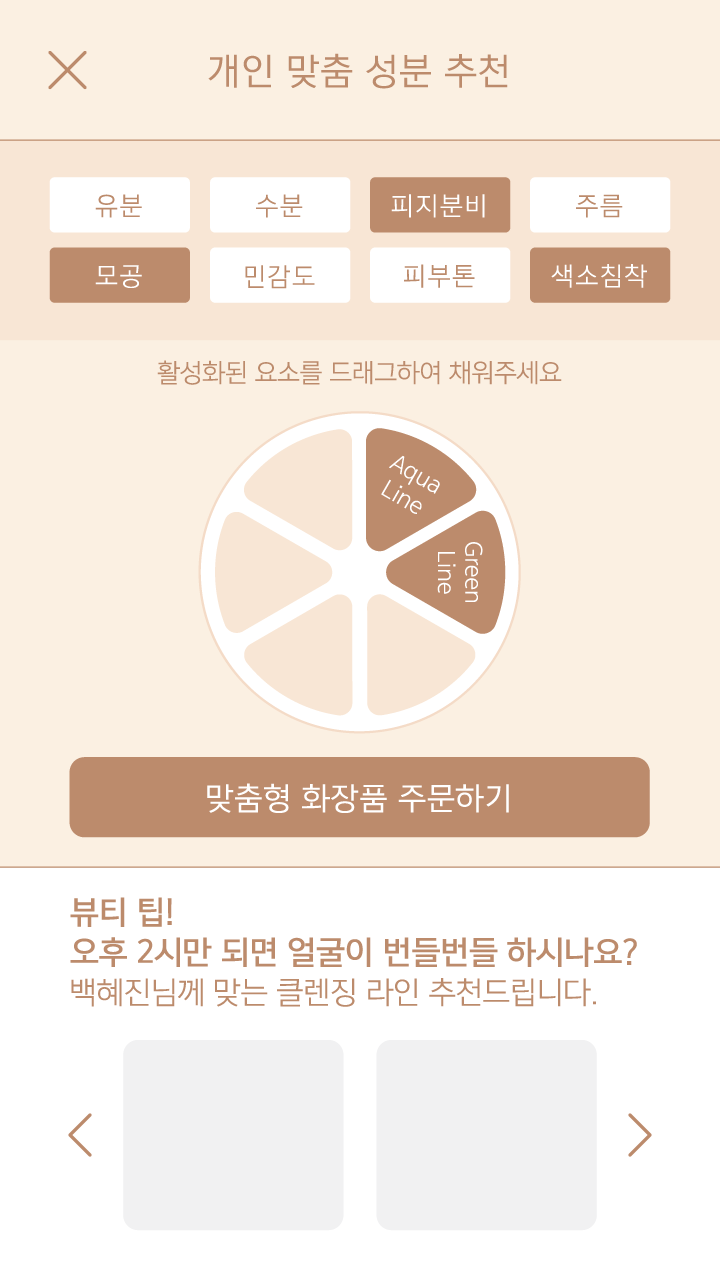 개인 맞춤 성분 추천
유분 수분 피지분비 주름
모공 민감도 피부톤 색소침착
활성화된 요소를 드래그하여 채워주세요
Aqua
Line
Green
Line
맞춤형 화장품 주문하기
뷰티 팁!
오후 2시만 되면 얼굴이 번들번들 하시나요?
백혜진님께 맞는 클렌징 라인 추천드립니다.